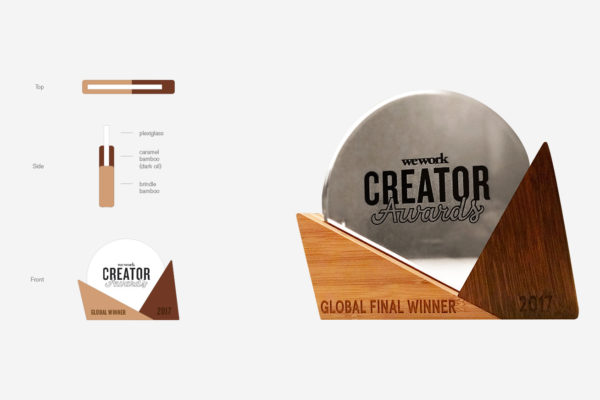 Top
Side
plexiglass
caramel
bamboo
(dark oil)
brindle
bamboo
Front
wework
CREATOR
Awards
GLOBAL WINNER
2017
wework
CREATOR
Awards
GLOBAL FINAL WINNER
2017